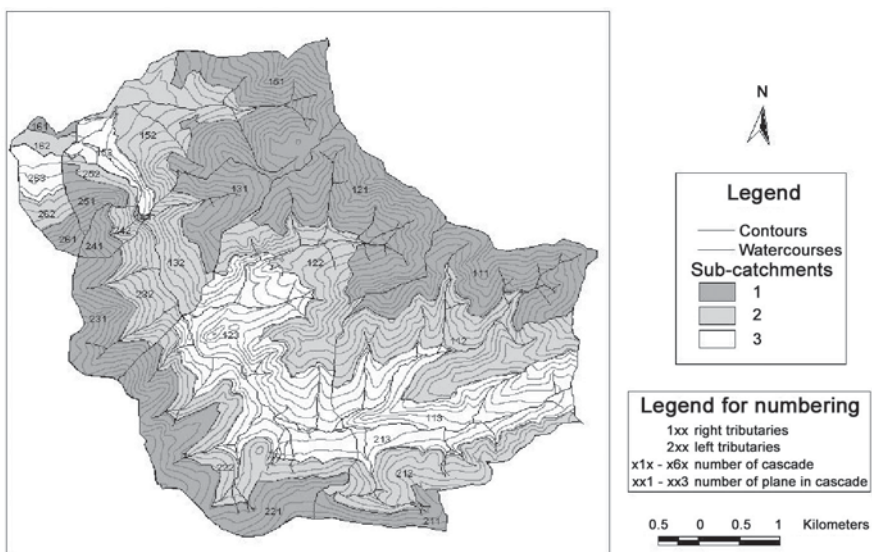 151
161
162
153
152
263
252
251
262
261
241
242
131
121
132
122
111
232
231
123
112
113
213
222
212
221
211
N
Legend
Contours
Watercourses
Sub-catchments
1
2
3
Legend for numbering
1xx right tributaries
2xx left tributaries
x1x - x6x number of cascade
xx1 - xx3 number of plane in cascade
0.5 0 0.5 1 Kilometers